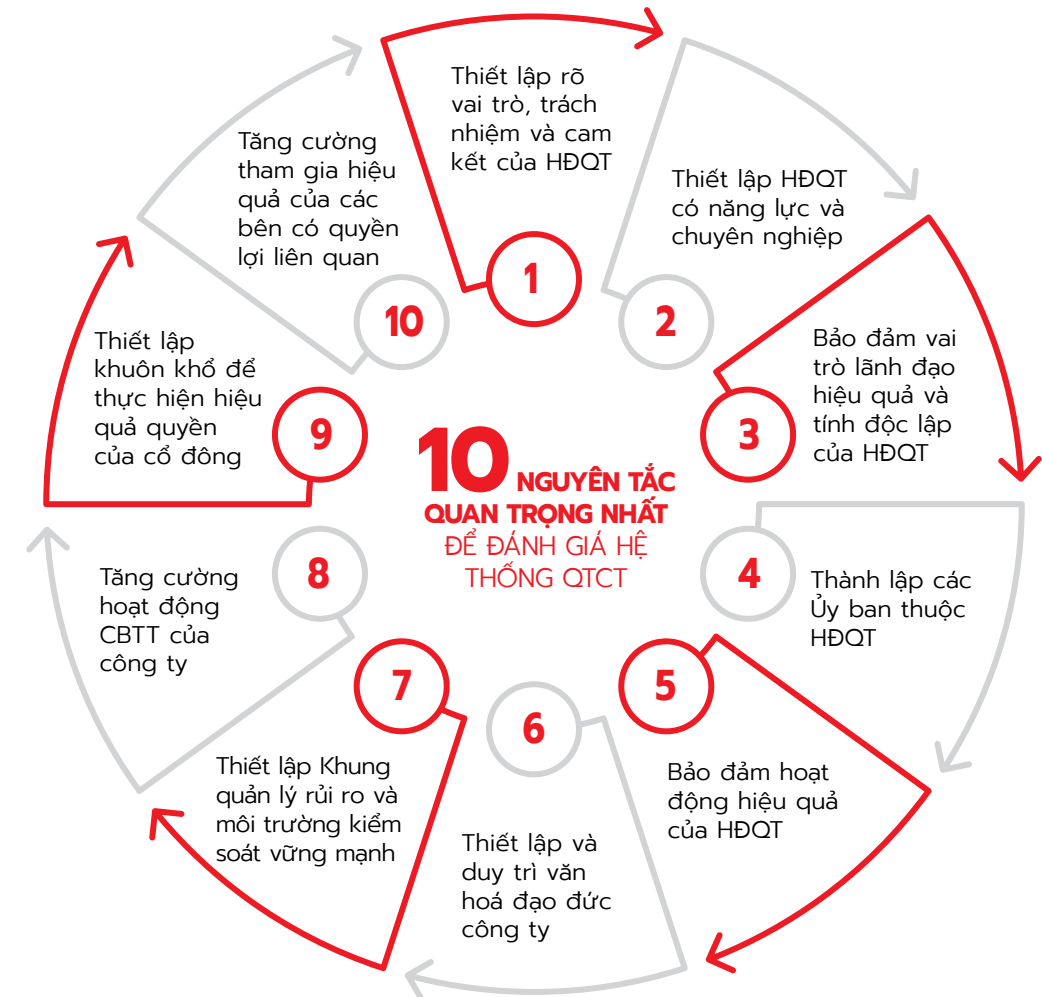 10 NGUYÊN TẮC
QUAN TRỌNG NHẤT
ĐỂ ĐÁNH GIÁ HỆ
THỐNG QTCT
1
Thiết lập rõ
vai trò, trách
nhiệm và cam
kết của HĐQT
2
Thiết lập HĐQT
có năng lực và
chuyên nghiệp
3
Bảo đảm vai
trò lãnh đạo
hiệu quả và
tính độc lập
của HĐQT
4
Thành lập các
Ủy ban thuộc
HĐQT
5
Bảo đảm hoạt
động hiệu quả
của HĐQT
6
Thiết lập và
duy trì văn
hoá đạo đức
công ty
7
Thiết lập Khung
quản lý rủi ro và
môi trường kiểm
soát vững mạnh
8
Tăng cường
hoạt động
CBTT của
công ty
9
Thiết lập
khuôn khổ để
thực hiện hiệu
quả quyền
của cổ đông
10
Tăng cường
tham gia hiệu
quả của các
bên có quyền
lợi liên quan